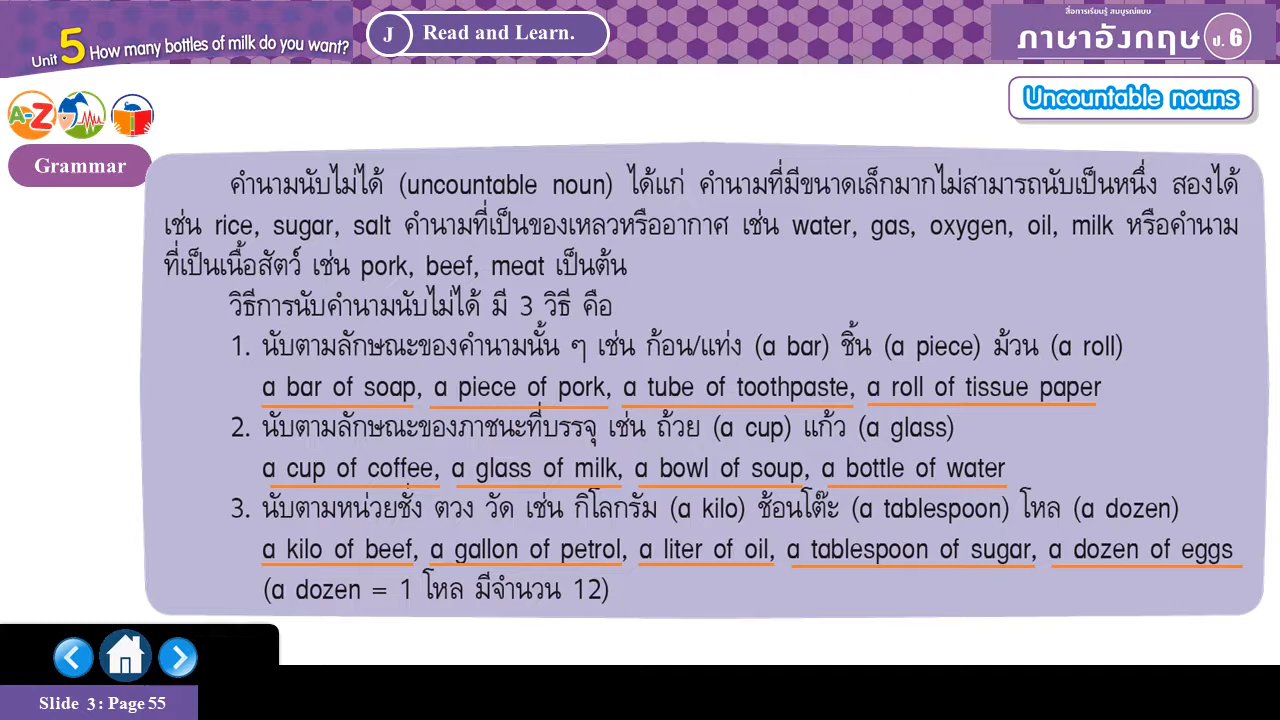 Unit 5 How many bottles of milk do you want?
J Read and Learn.
สื่อการเรียนรู้ สมบูรณ์แบบ
ภาษาอังกฤษ ป. 6
Uncountable nouns
A-Z
Grammar
คำนามนับไม่ได้ (uncountable noun) ได้แก่ คำนามที่มีขนาดเล็กมากไม่สามารถนับเป็นหนึ่ง สองได้
เช่น rice, sugar, salt คำนามที่เป็นของเหลวหรืออากาศ เช่น water, gas, oxygen, oil, milk หรือคำนาม
ที่เป็นเนื้อสัตว์ เช่น pork, beef, meat เป็นต้น
วิธีการนับคำนามนับไม่ได้ มี 3 วิธี คือ
1. นับตามลักษณะของคำนามนั้น ๆ เช่น ก้อน/แท่ง (a bar) ชิ้น (a piece) ม้วน (a roll)
a bar of soap, a piece of pork, a tube of toothpaste, a roll of tissue paper
2. นับตามลักษณะของภาชนะที่บรรจุ เช่น ถ้วย (a cup) แก้ว (a glass)
a cup of coffee, a glass of milk, a bowl of soup, a bottle of water
3. นับตามหน่วยชั่ง ตวง วัด เช่น กิโลกรัม (a kilo) ช้อนโต๊ะ (a tablespoon) โหล (a dozen)
a kilo of beef, a gallon of petrol, a liter of oil, a tablespoon of sugar, a dozen of eggs
(a dozen = 1 โหล มีจำนวน 12)
Slide 3 : Page 55